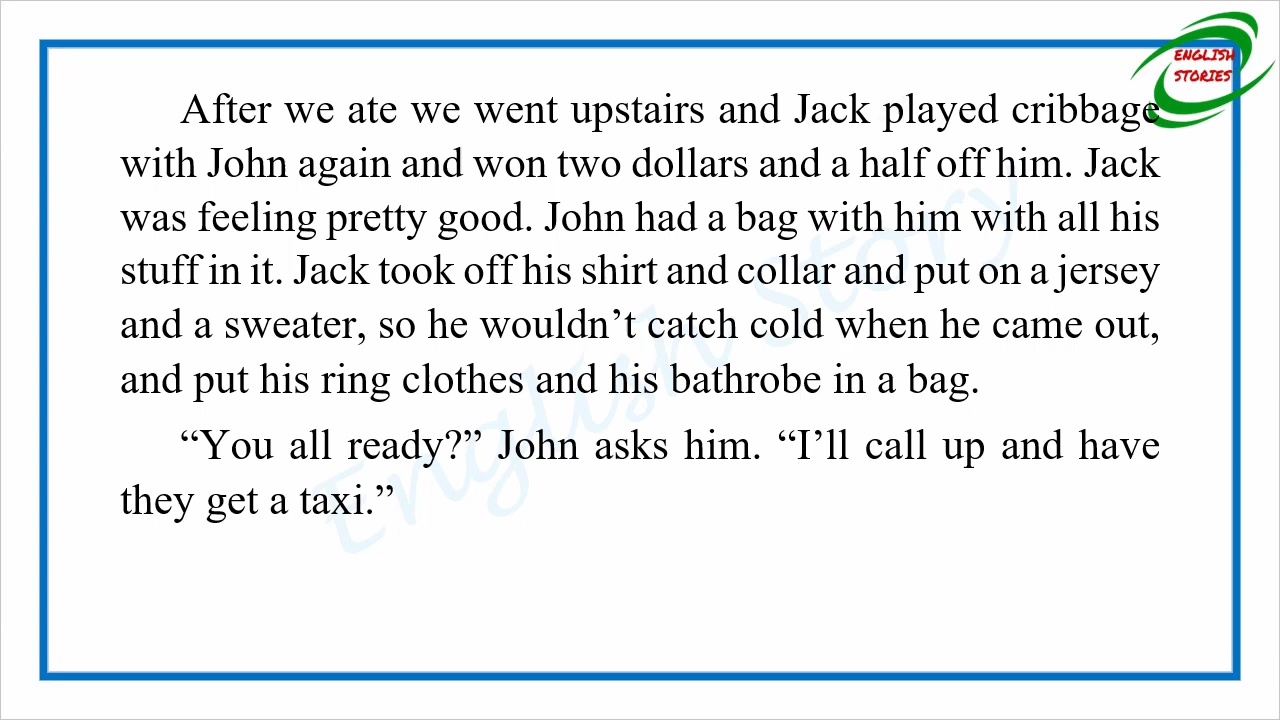 ENGLISH
STORIES
After we ate we went upstairs and Jack played cribbage
with John again and won two dollars and a half off him. Jack
was feeling pretty good. John had a bag with him with all his
stuff in it. Jack took off his shirt and collar and put on a jersey
and a sweater, so he wouldn’t catch cold when he came out,
and put his ring clothes and his bathrobe in a bag.
“You all ready?” John asks him. “I’ll call up and have
they get a taxi.”
English Story